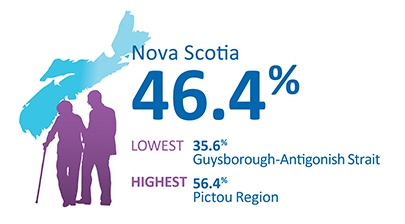 Nova Scotia
46.4%
LOWEST 35.6%
Guysborough-Antigonish Strait
HIGHEST 56.4%
Pictou Region